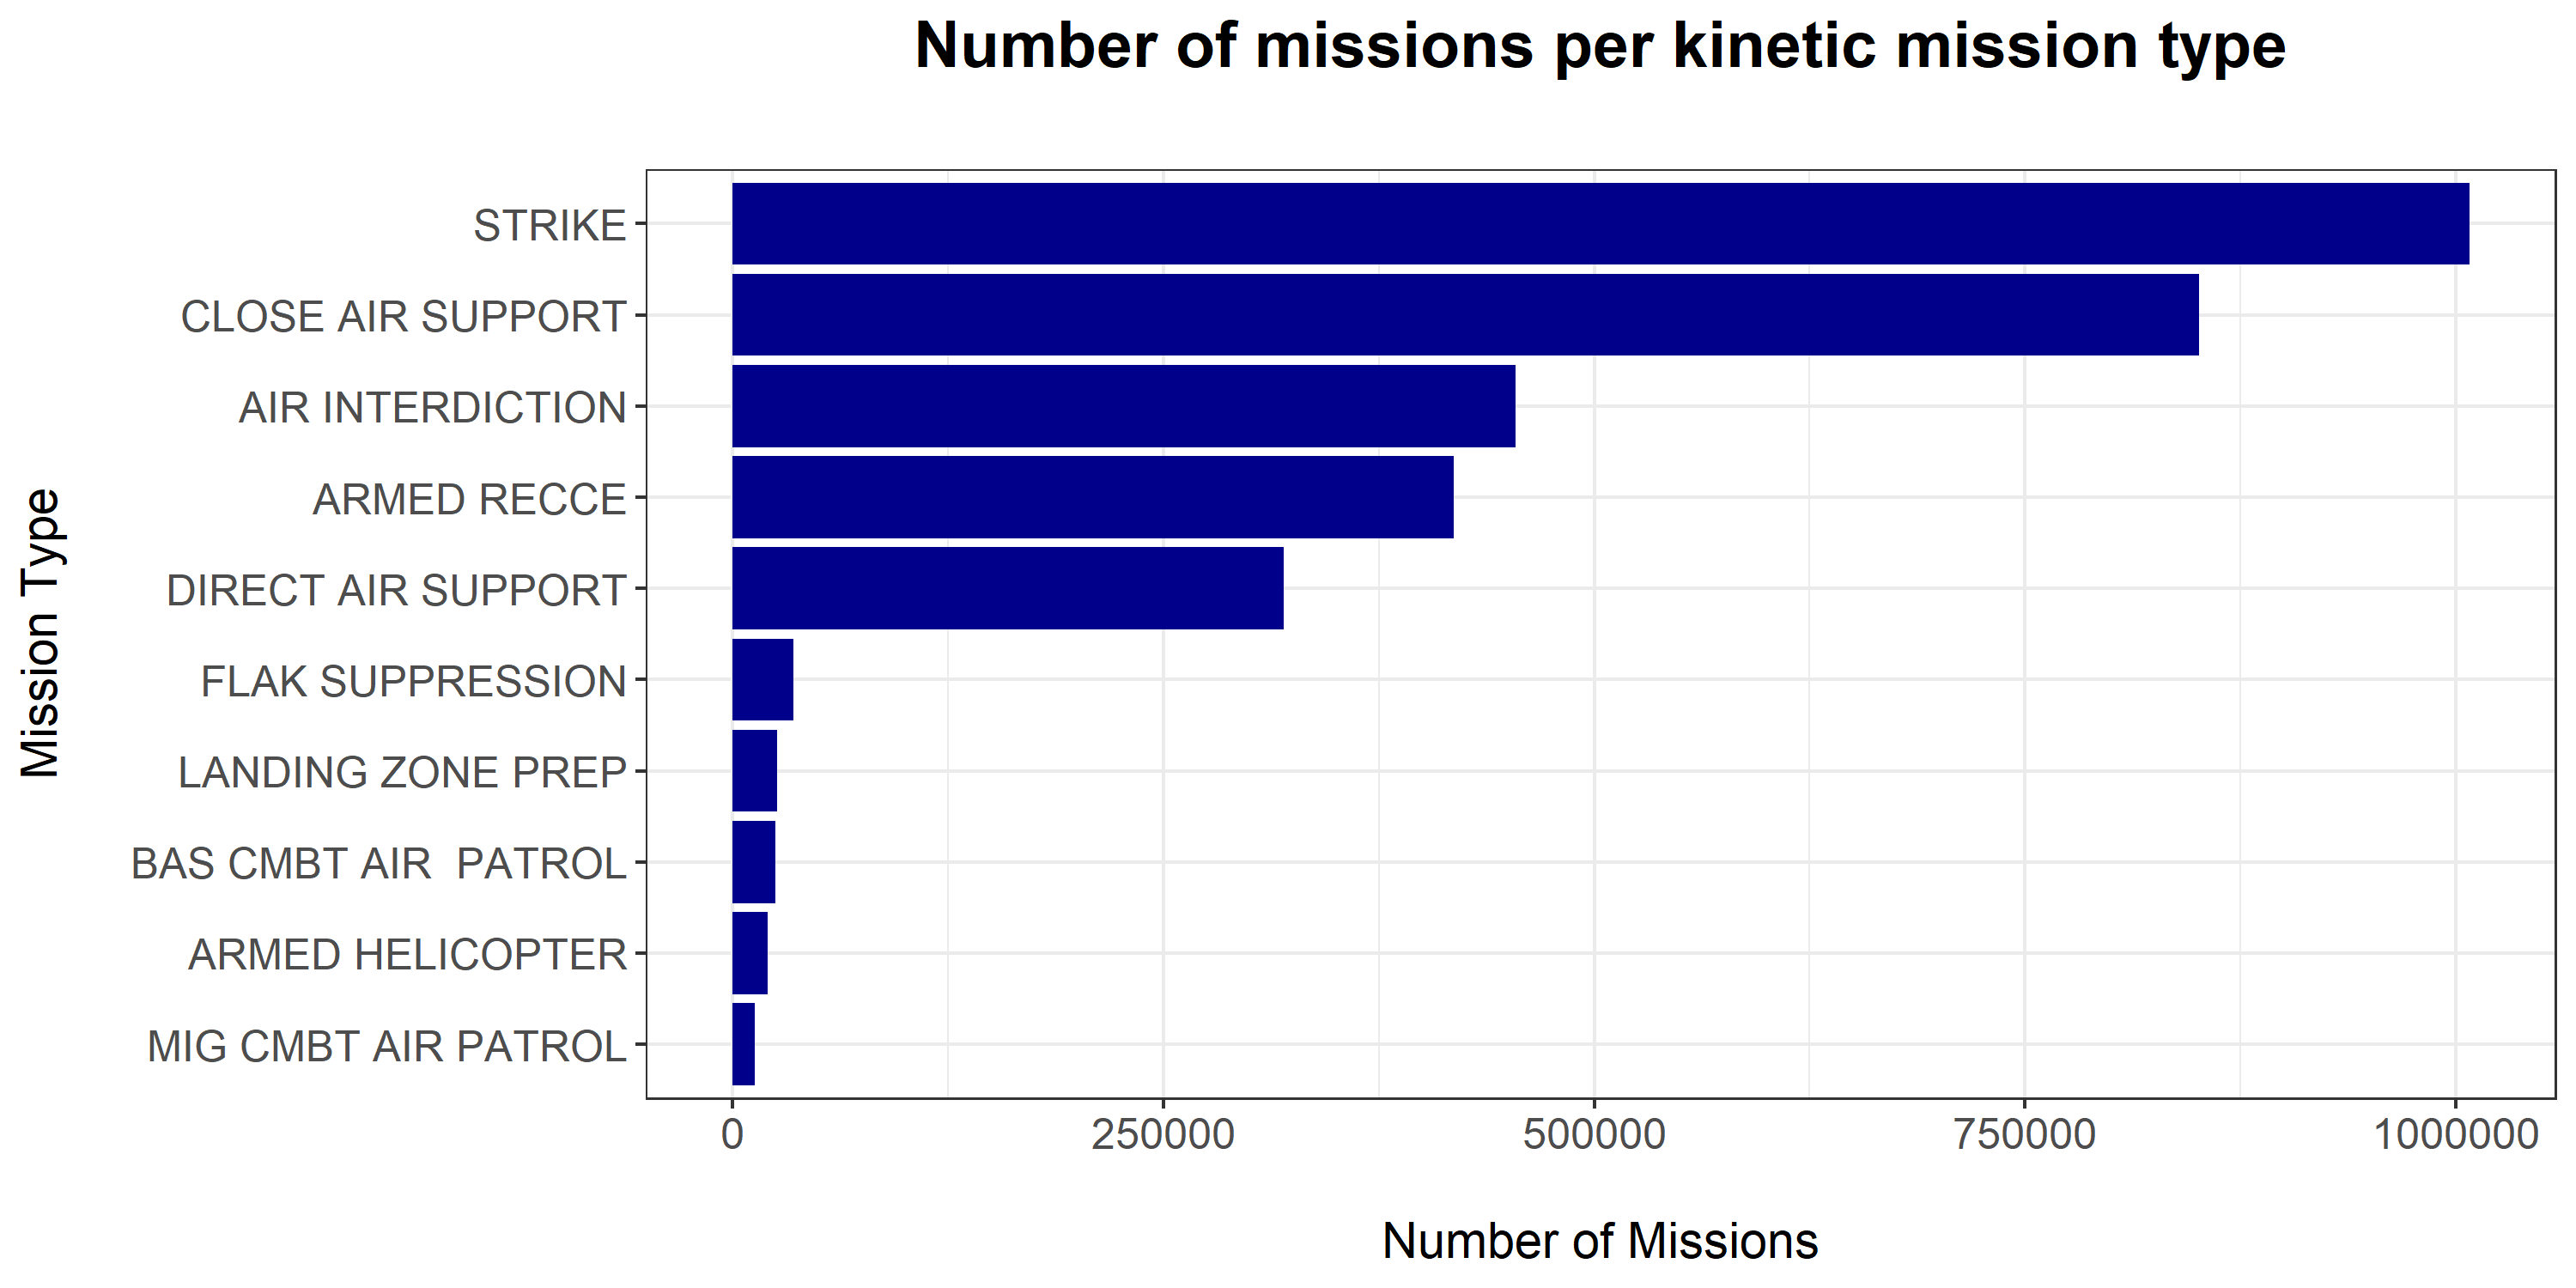 Number of missions per kinetic mission type
Mission Type
STRIKE
CLOSE AIR SUPPORT
AIR INTERDICTION
ARMED RECCE
DIRECT AIR SUPPORT
FLAK SUPPRESSION
LANDING ZONE PREP
BAS CMBT AIR  PATROL
ARMED HELICOPTER
MIG CMBT AIR PATROL
0 250000 500000 750000 1000000
Number of Missions